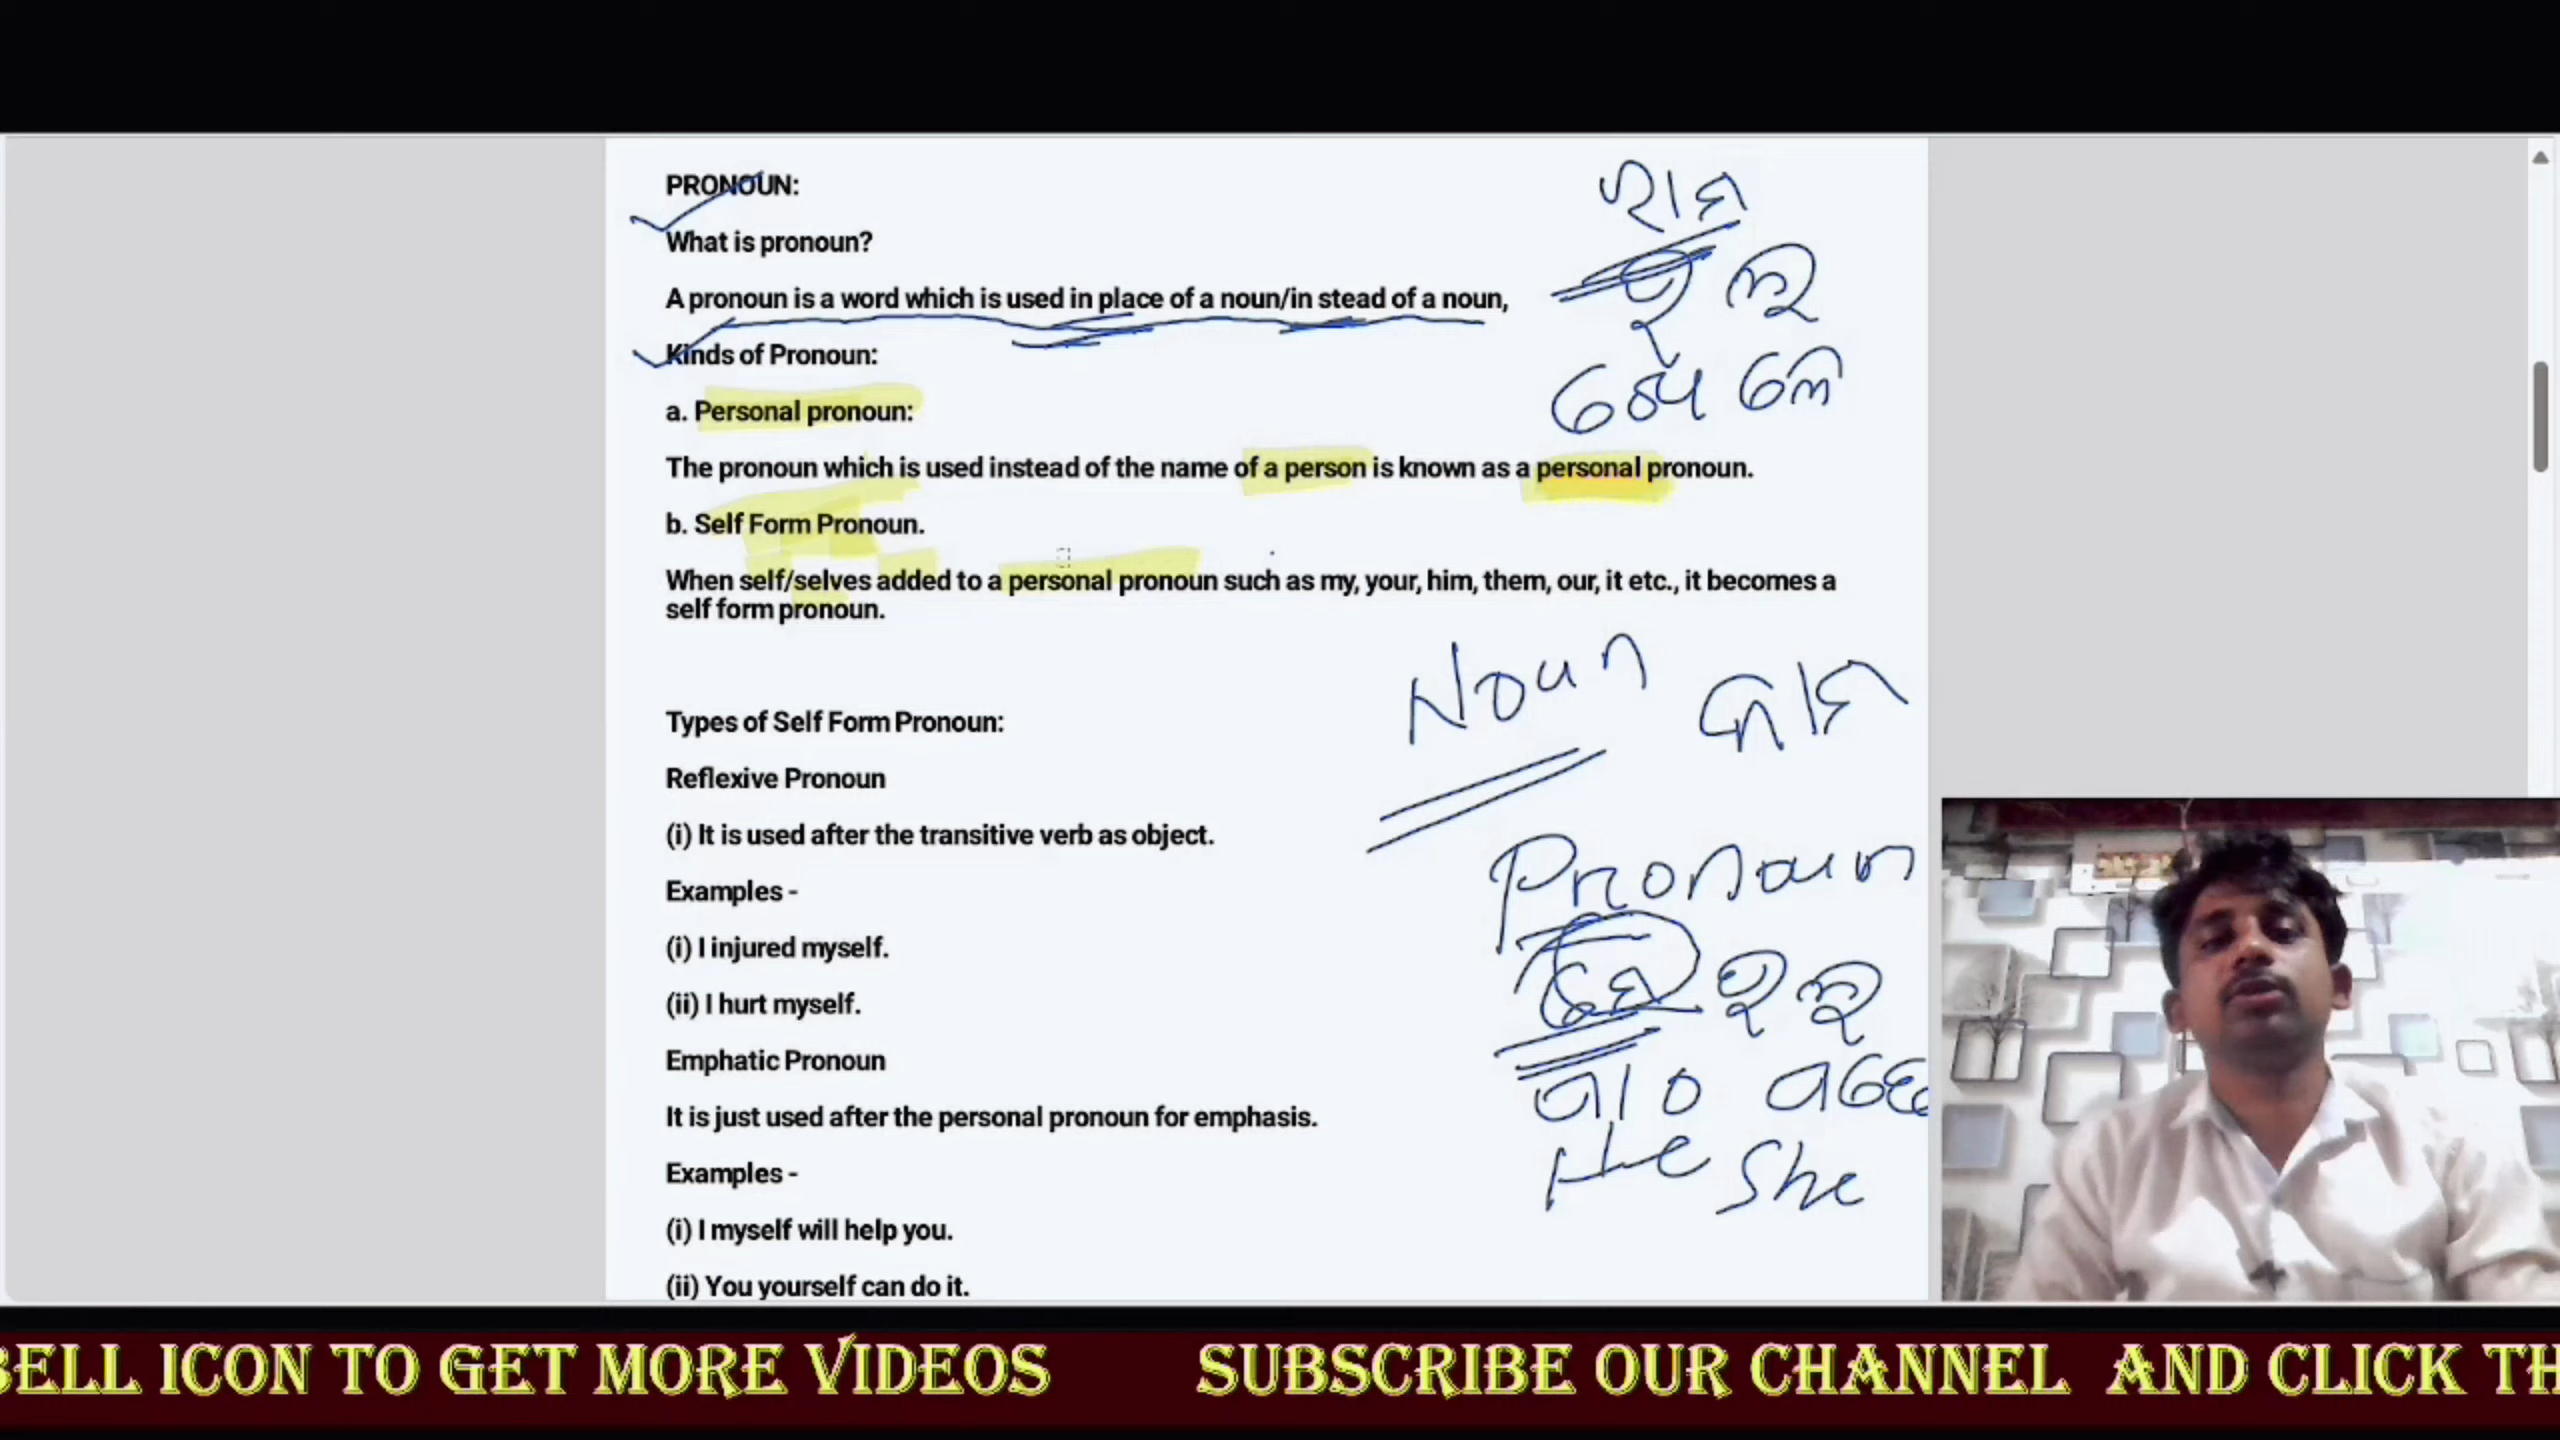 PRONOUN:
What is pronoun?
A pronoun is a word which is used in place of a noun/in stead of a noun,
Kinds of Pronoun:
a. Personal pronoun:
The pronoun which is used instead of the name of a person is known as a personal pronoun.
b. Self Form Pronoun.
When self/selves added to a personal pronoun such as my, your, him, them, our, it etc., it becomes a
self form pronoun.
Types of Self Form Pronoun:
Reflexive Pronoun
(i) It is used after the transitive verb as object.
Examples -
(i) I injured myself.
(ii) I hurt myself.
Emphatic Pronoun
It is just used after the personal pronoun for emphasis.
Examples -
(i) I myself will help you.
(ii) You yourself can do it.
ରାମ
ସ୍କୁଲ
Noun ନାମ
Pronoun
ସେ ସ୍କୁଲ
ପାଠ
He She
BELL ICON TO GET MORE VIDEOS SUBSCRIBE OUR CHANNEL AND CLICK TH